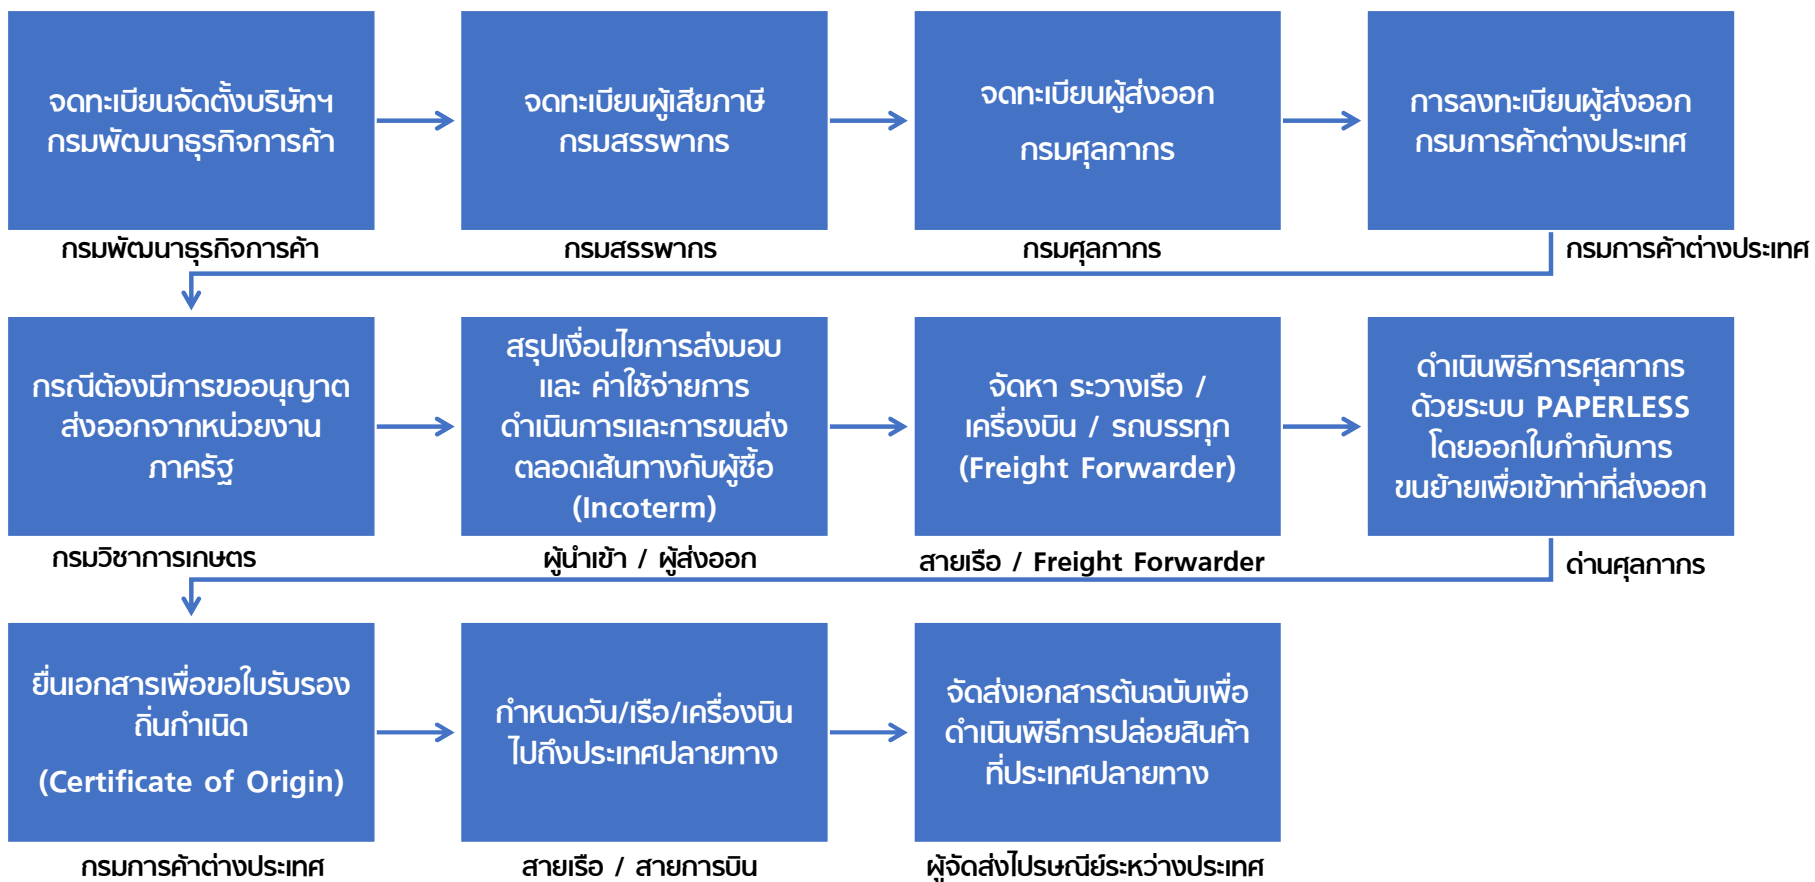 จดทะเบียนจัดตั้งบริษัทฯ
กรมพัฒนาธุรกิจการค้า
กรมพัฒนาธุรกิจการค้า
จดทะเบียนผู้เสียภาษี
กรมสรรพากร
กรมสรรพากร
จดทะเบียนผู้ส่งออก
กรมศุลกากร
กรมศุลกากร
การลงทะเบียนผู้ส่งออก
กรมการค้าต่างประเทศ
กรมการค้าต่างประเทศ
กรณีต้องมีการขออนุญาต
ส่งออกจากหน่วยงาน
ภาครัฐ
กรมวิชาการเกษตร
สรุปเงื่อนไขการส่งมอบ
และ ค่าใช้จ่ายการ
ดำเนินการและการขนส่ง
ตลอดเส้นทางกับผู้ซื้อ
(Incoterm)
ผู้นำเข้า / ผู้ส่งออก
จัดหา ระวางเรือ /
เครื่องบิน / รถบรรทุก
(Freight Forwarder)
สายเรือ / Freight Forwarder
ดำเนินพิธีการศุลกากร
ด้วยระบบ PAPERLESS
โดยออกใบกำกับการ
ขนย้ายเพื่อเข้าท่าที่ส่งออก
ด่านศุลกากร
ยื่นเอกสารเพื่อขอใบรับรอง
ถิ่นกำเนิด
(Certificate of Origin)
กรมการค้าต่างประเทศ
กำหนดวัน/เรือ/เครื่องบิน
ไปถึงประเทศปลายทาง
สายเรือ / สายการบิน
จัดส่งเอกสารต้นฉบับเพื่อ
ดำเนินพิธีการปล่อยสินค้า
ที่ประเทศปลายทาง
ผู้จัดส่งไปรษณีย์ระหว่างประเทศ